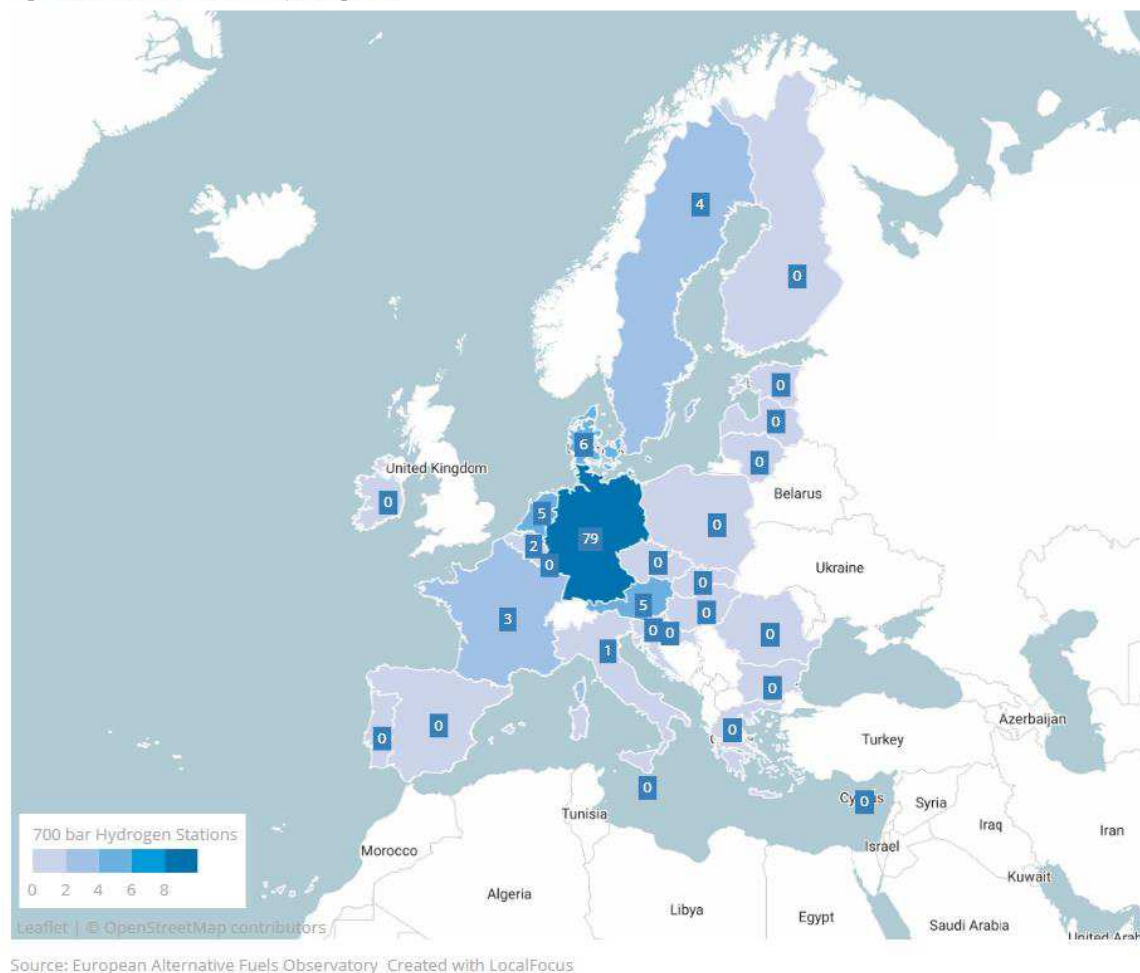 4
0
0
0
6
0
United Kingdom
Belarus
0
5
0
79
2
0
0
0
Ukraine
5
0
3
0
0
0
1
0
0
Azerbaijan
0
0
0
Turkey
0
Tunisia
0
Syria
Iraq
Iran
Israel
Morocco
Kuwait
Algeria
Libya
Egypt
Saudi Arabia
700 bar Hydrogen Stations
0 2 4 6 8
Leaflet | © OpenStreetMap contributors
Source: European Alternative Fuels Observatory Created with LocalFocus